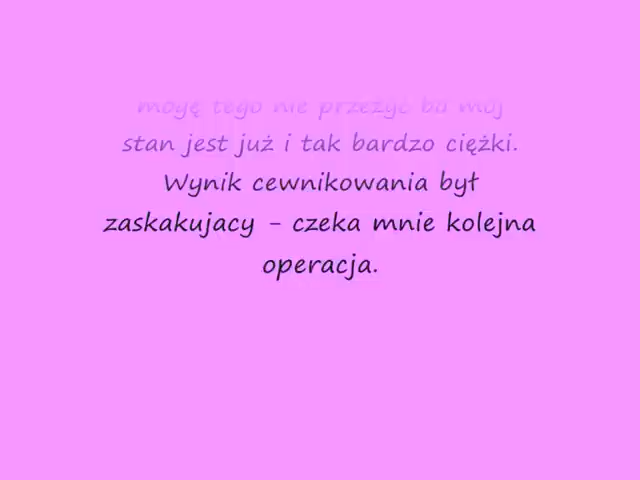 mogę tego nie przeżyć bo mój
stan jest już i tak bardzo ciężki.
Wynik cewnikowania był
zaskakujacy - czeka mnie kolejna
operacja.